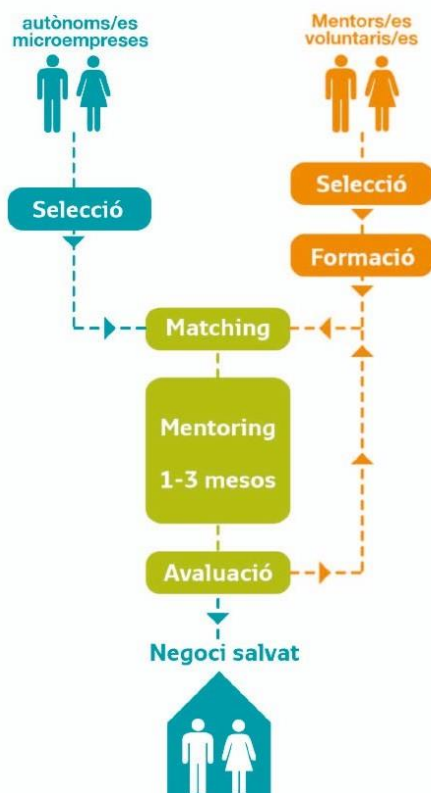 autònoms/es
microempreses
Mentors/es
voluntaris/es
Selecció
Selecció
Formació
Matching
Mentoring
1-3 mesos
Avaluació
Negoci salvat